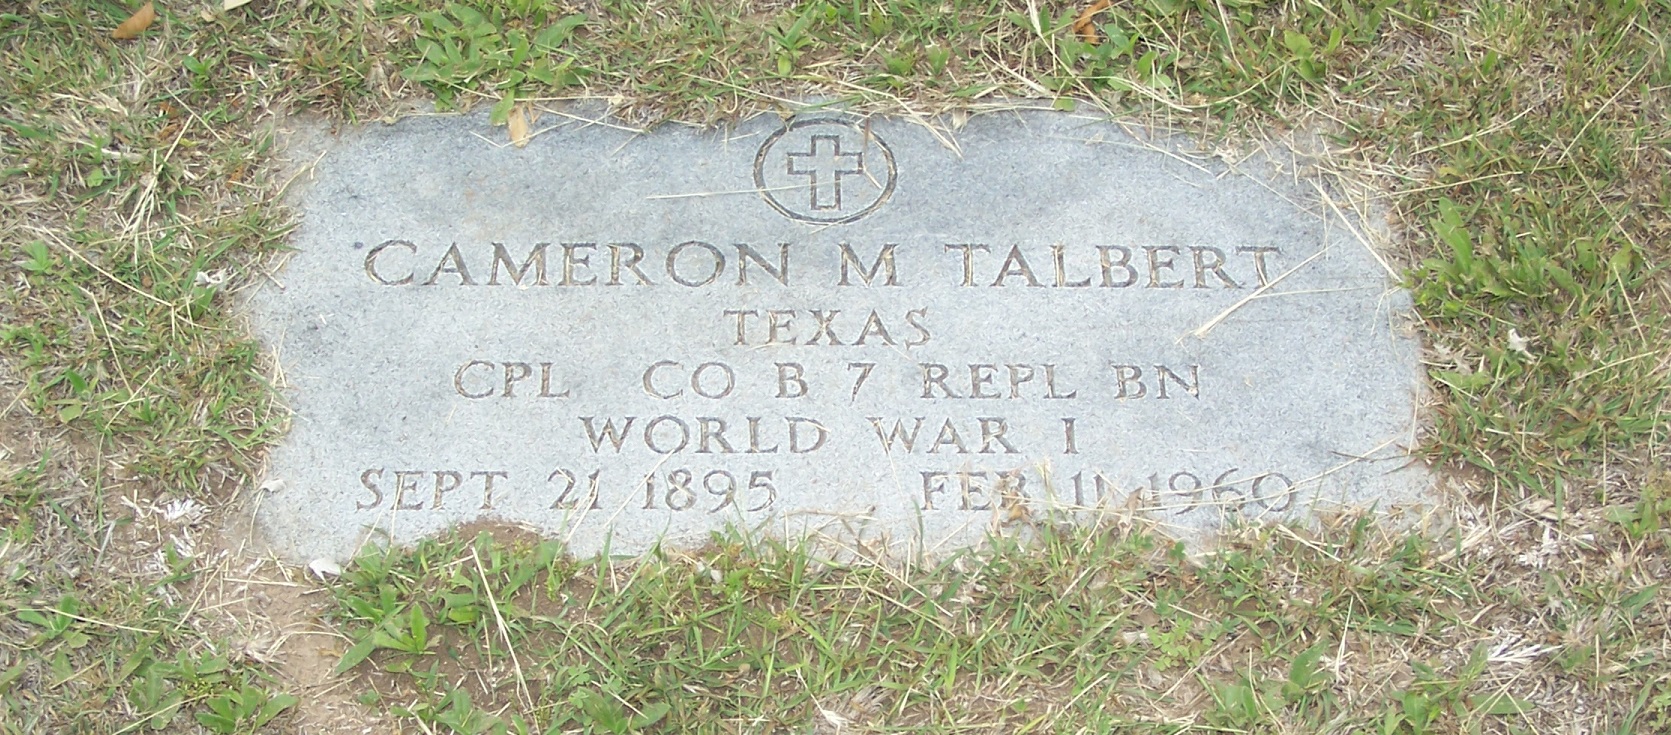 CAMERON M TALBERT
TEXAS
CPL CO B 7 REPL BN
WORLD WAR I
SEPT 21 1895 FEB 11 1960